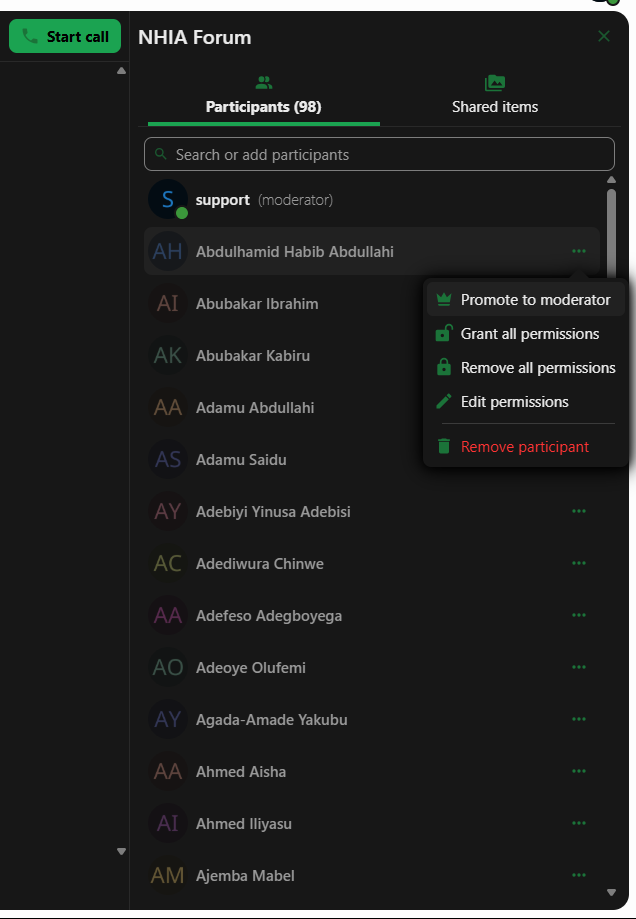 Start call
NHIA Forum
Participants (98)
Shared items
Search or add participants
S support (moderator)
AH Abdulhamid Habib Abdullahi
Promote to moderator
Grant all permissions
Remove all permissions
Edit permissions
Remove participant
AI Abubakar Ibrahim
AK Abubakar Kabiru
AA Adamu Abdullahi
AS Adamu Saidu
AY Adebiyi Yinusa Adebisi
AC Adediwura Chinwe
AA Adefeso Adegboyega
AO Adeoye Olufemi
AY Agada-Amade Yakubu
AA Ahmed Aisha
AI Ahmed Iliyasu
AM Ajemba Mabel